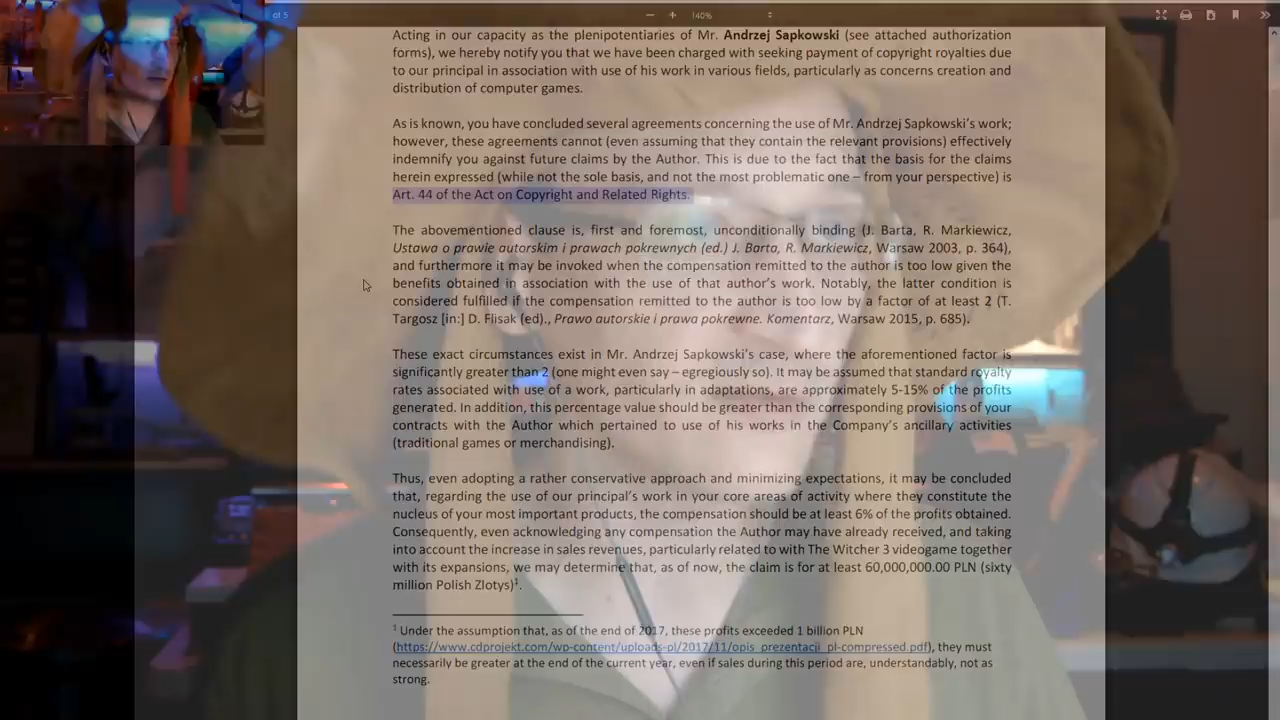 of 5
140%
Acting in our capacity as the plenipotentiaries of Mr. Andrzej Sapkowski (see attached authorization
forms), we hereby notify you that we have been charged with seeking payment of copyright royalties due
to our principal in association with use of his work in various fields, particularly as concerns creation and
distribution of computer games.
As is known, you have concluded several agreements concerning the use of Mr. Andrzej Sapkowski's work;
however, these agreements cannot (even assuming that they contain the relevant provisions) effectively
indemnify you against future claims by the Author. This is due to the fact that the basis for the claims
herein expressed (while not the sole basis, and not the most problematic one – from your perspective) is
Art. 44 of the Act on Copyright and Related Rights.
The abovementioned clause is, first and foremost, unconditionally binding (J. Barta, R. Markiewicz,
Ustawa o prawie autorskim i prawach pokrewnych (ed.) J. Barta, R. Markiewicz, Warsaw 2003, p. 364),
and furthermore it may be invoked when the compensation remitted to the author is too low given the
benefits obtained in association with the use of that author's work. Notably, the latter condition is
considered fulfilled if the compensation remitted to the author is too low by a factor of at least 2 (T.
Targosz [in:] D. Flisak (ed)., Prawo autorskie i prawa pokrewne. Komentarz, Warsaw 2015, p. 685).
These exact circumstances exist in Mr. Andrzej Sapkowski's case, where the aforementioned factor is
significantly greater than 2 (one might even say – egregiously so). It may be assumed that standard royalty
rates associated with use of a work, particularly in adaptations, are approximately 5-15% of the profits
generated. In addition, this percentage value should be greater than the corresponding provisions of your
contracts with the Author which pertained to use of his works in the Company's ancillary activities
(traditional games or merchandising).
Thus, even adopting a rather conservative approach and minimizing expectations, it may be concluded
that, regarding the use of our principal's work in your core areas of activity where they constitute the
nucleus of your most important products, the compensation should be at least 6% of the profits obtained.
Consequently, even acknowledging any compensation the Author may have already received, and taking
into account the increase in sales revenues, particularly related to with The Witcher 3 videogame together
with its expansions, we may determine that, as of now, the claim is for at least 60,000,000.00 PLN (sixty
million Polish Zlotys)¹.
¹ Under the assumption that, as of the end of 2017, these profits exceeded 1 billion PLN
(https://www.cdprojekt.com/wp-content/uploads-pl/2017/11/opis_prezentacji_pl-compressed.pdf), they must
necessarily be greater at the end of the current year, even if sales during this period are, understandably, not as
strong.